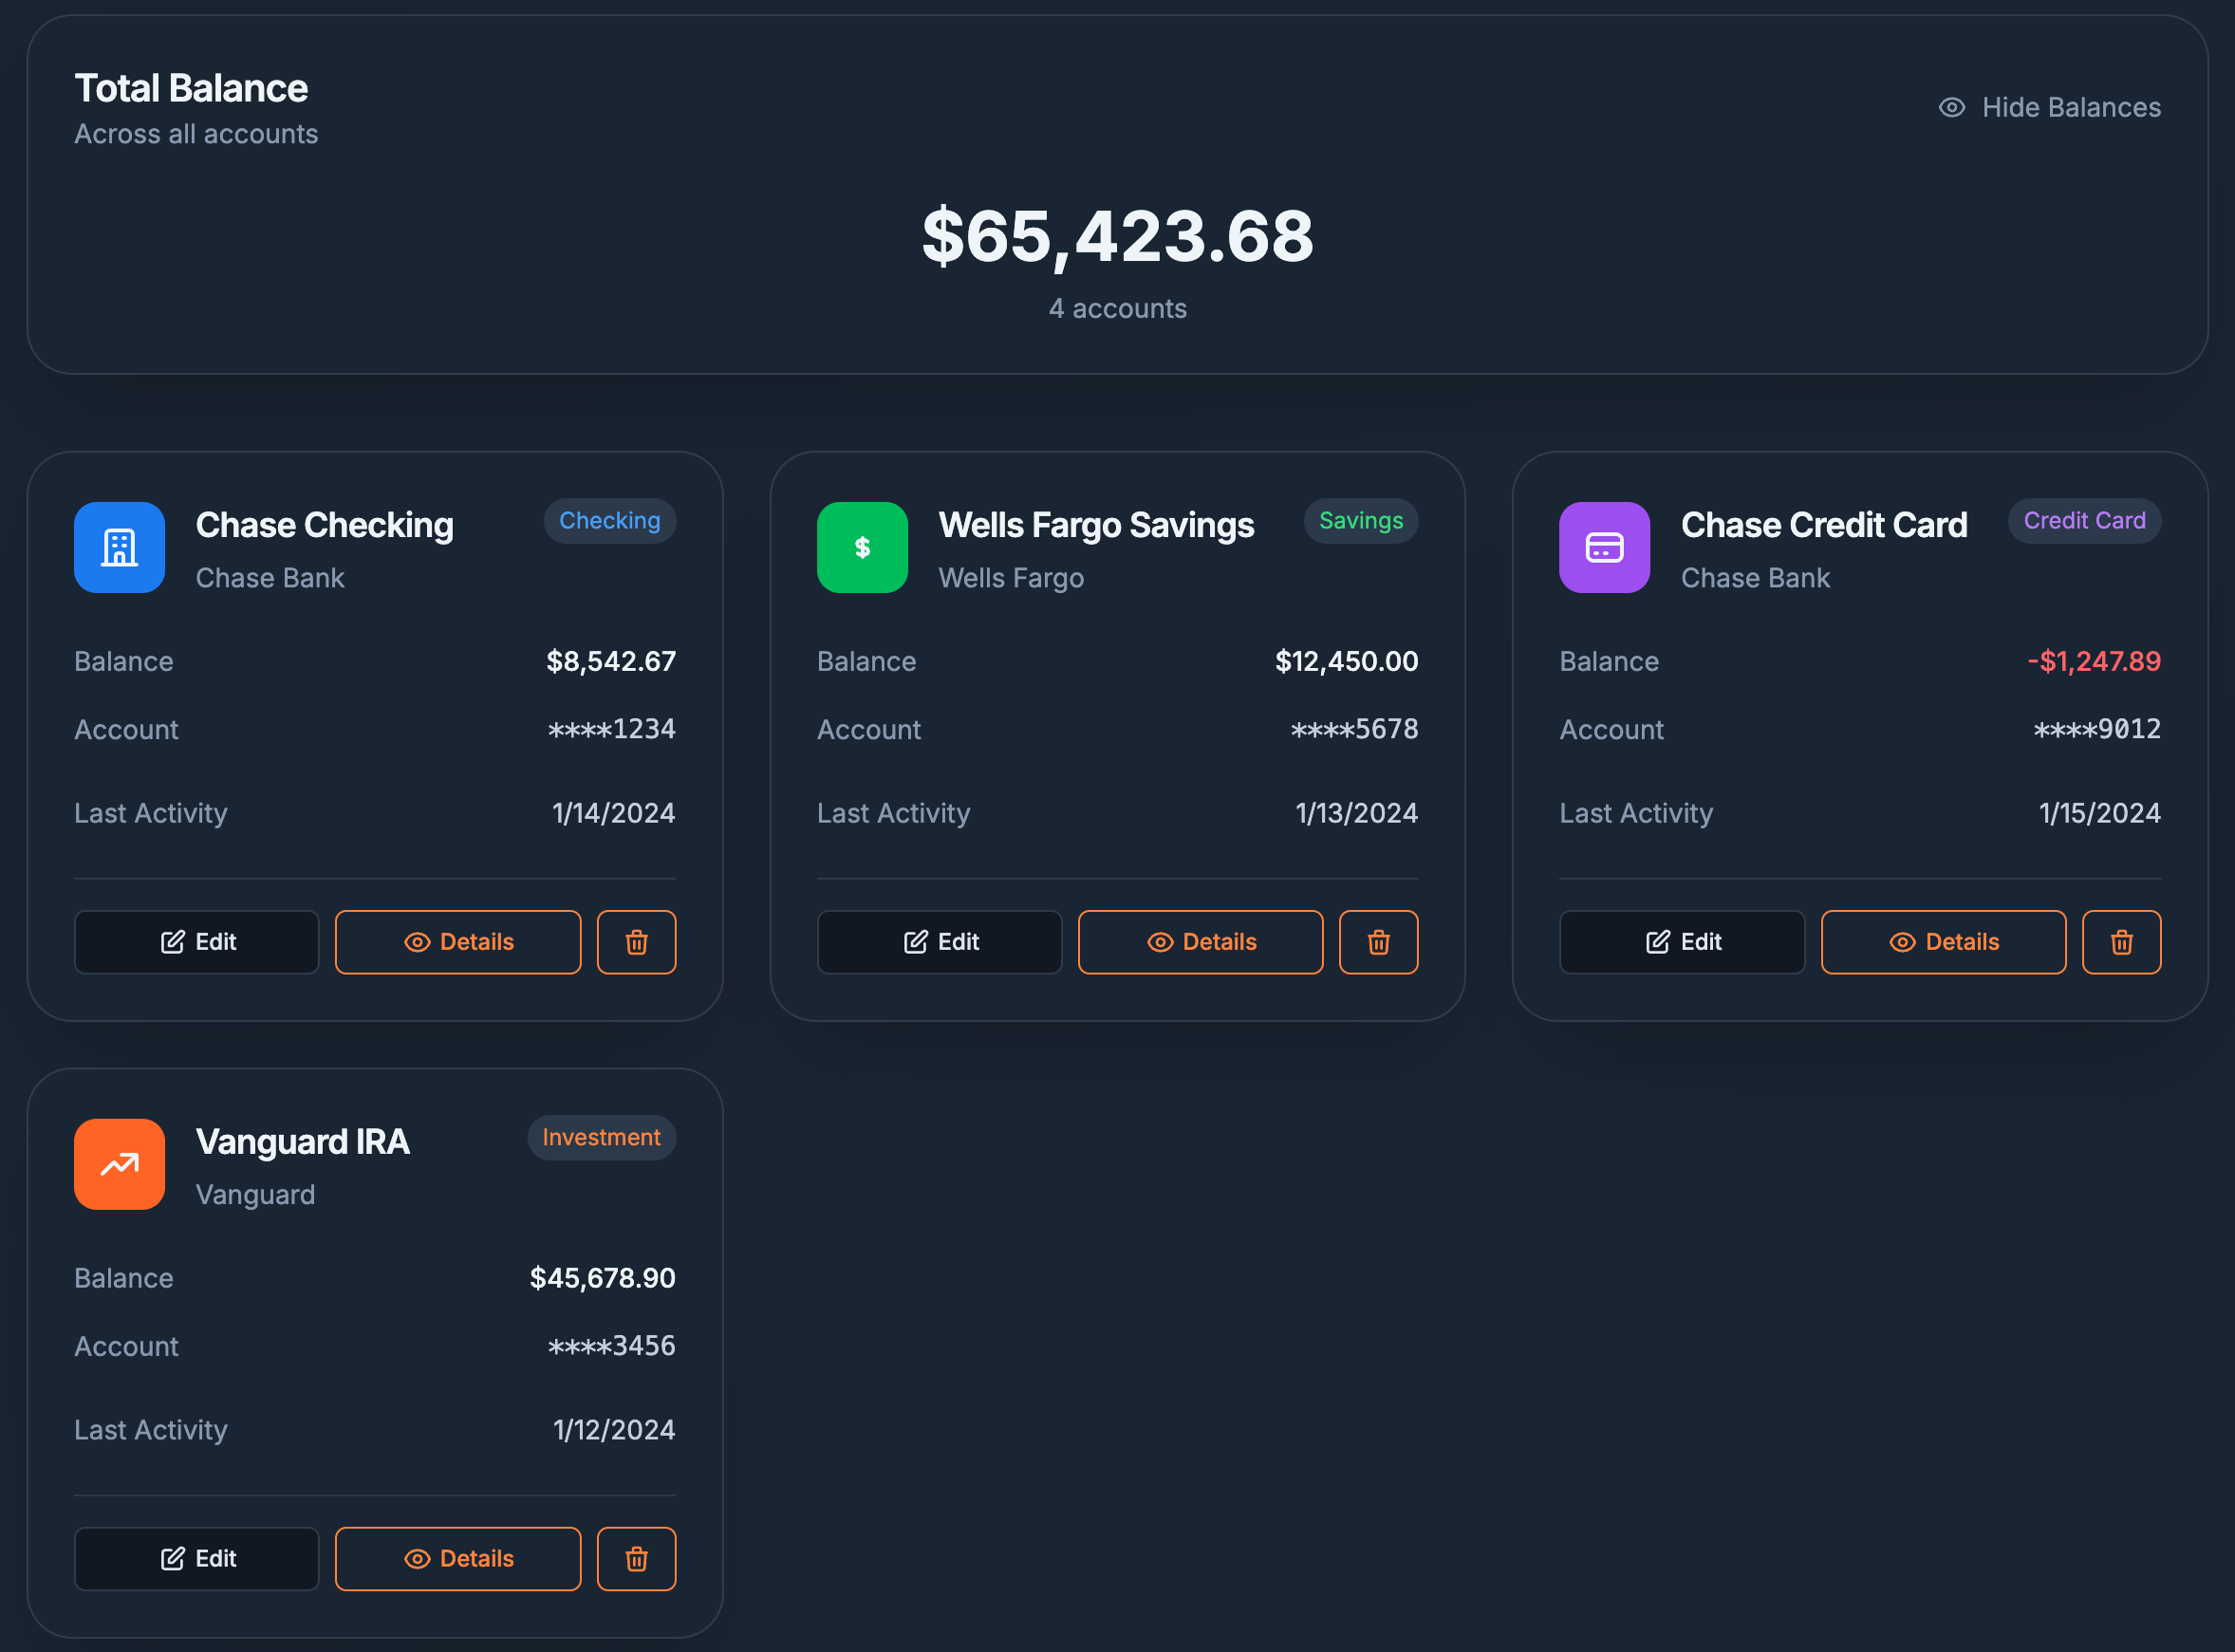 Total Balance
Across all accounts
Hide Balances
$65,423.68
4 accounts
Chase Checking
Checking
Chase Bank
Balance $8,542.67
Account ****1234
Last Activity 1/14/2024
Edit Details
Wells Fargo Savings
Savings
Wells Fargo
Balance $12,450.00
Account ****5678
Last Activity 1/13/2024
Edit Details
Chase Credit Card
Credit Card
Chase Bank
Balance -$1,247.89
Account ****9012
Last Activity 1/15/2024
Edit Details
Vanguard IRA
Investment
Vanguard
Balance $45,678.90
Account ****3456
Last Activity 1/12/2024
Edit Details